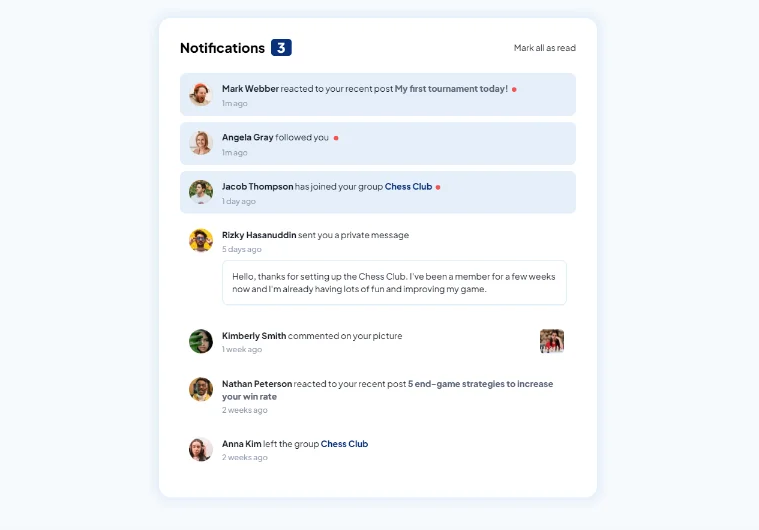 Notifications 3
Mark all as read
Mark Webber reacted to your recent post My first tournament today!
1m ago
Angela Gray followed you
1m ago
Jacob Thompson has joined your group Chess Club
1 day ago
Rizky Hasanuddin sent you a private message
5 days ago
Hello, thanks for setting up the Chess Club. I've been a member for a few weeks
now and I'm already having lots of fun and improving my game.
Kimberly Smith commented on your picture
1 week ago
Nathan Peterson reacted to your recent post 5 end-game strategies to increase
your win rate
2 weeks ago
Anna Kim left the group Chess Club
2 weeks ago